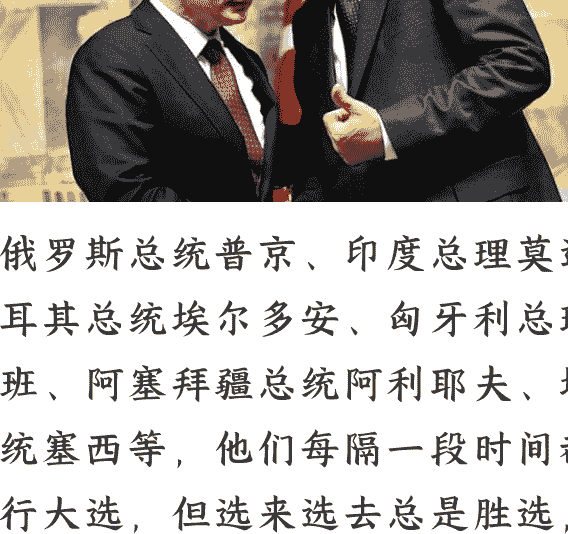 俄罗斯总统普京、印度总理莫
耳其总统埃尔多安、匈牙利总
班、阿塞拜疆总统阿利耶夫、
统塞西等，他们每隔一段时间
行大选，但选来选去总是胜选，